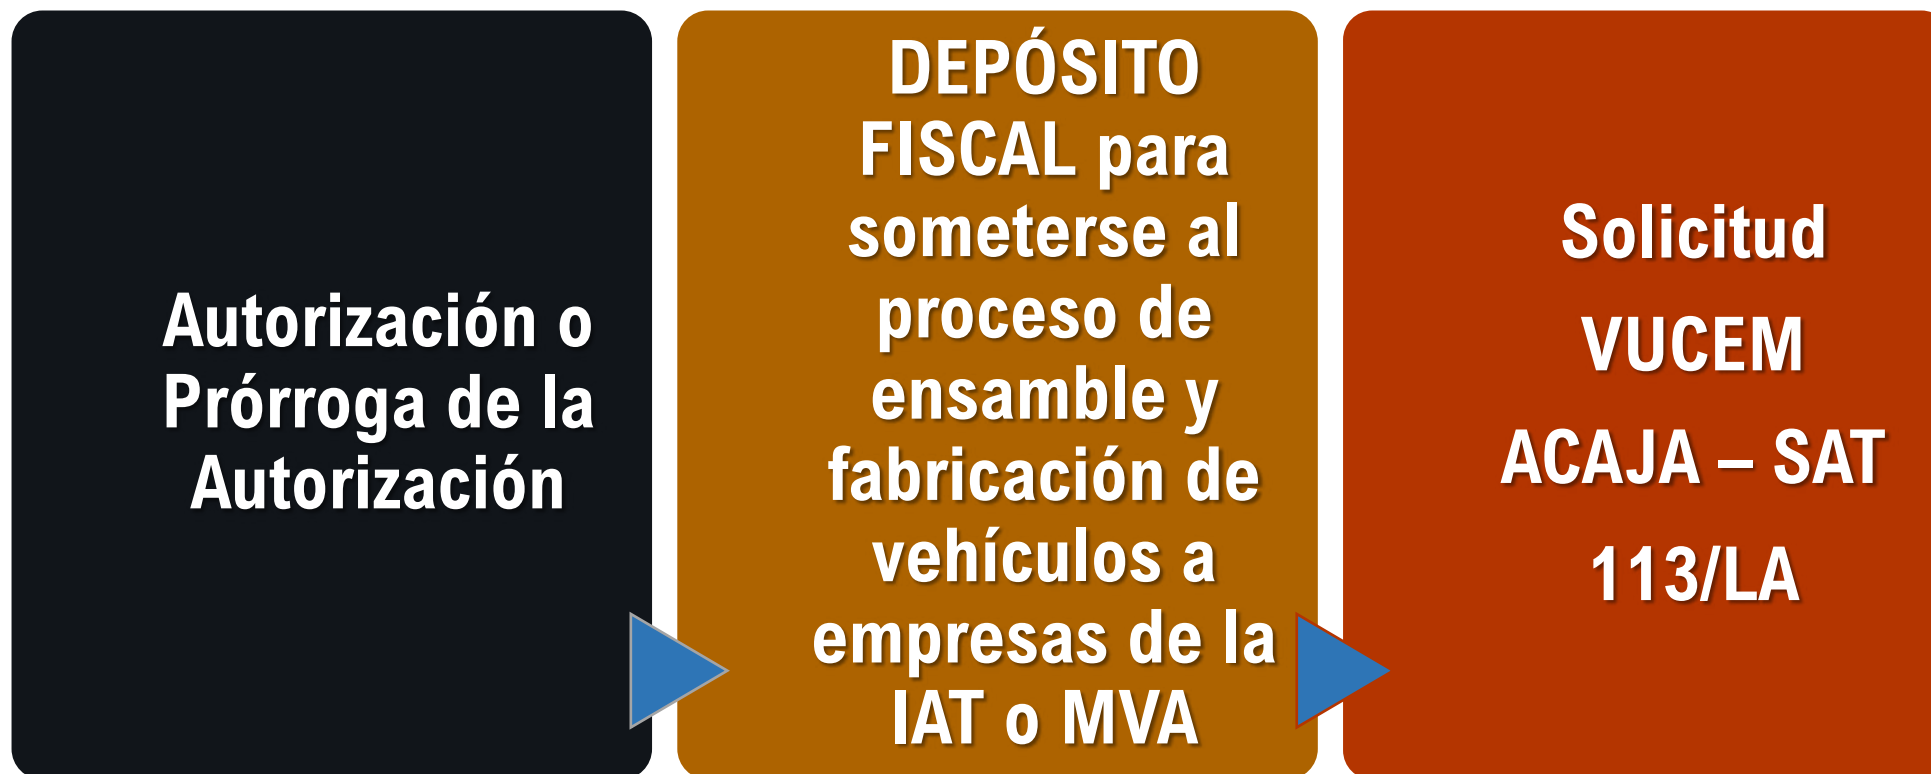 Autorización o
Prórroga de la
Autorización
DEPÓSITO
FISCAL para
someterse al
proceso de
ensamble y
fabricación de
vehículos a
empresas de la
IAT o MVA
Solicitud
VUCEM
ACAJA – SAT
113/LA